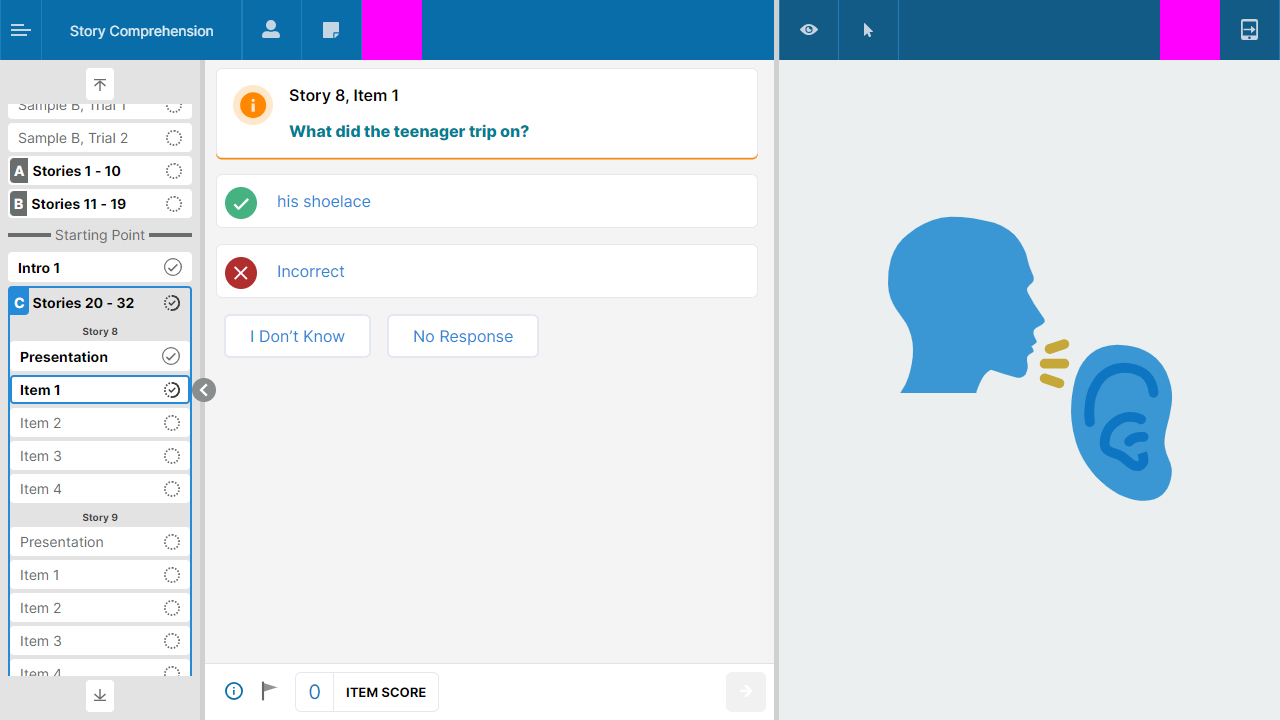 Story Comprehension
Sample B, Trial 1
Sample B, Trial 2
A Stories 1 - 10
B Stories 11 - 19
Starting Point
Intro 1
C Stories 20 - 32
Story 8
Presentation
Item 1
Item 2
Item 3
Item 4
Story 9
Presentation
Item 1
Item 2
Item 3
Item 4
Story 8, Item 1
What did the teenager trip on?
his shoelace
Incorrect
I Don’t Know
No Response
0 ITEM SCORE